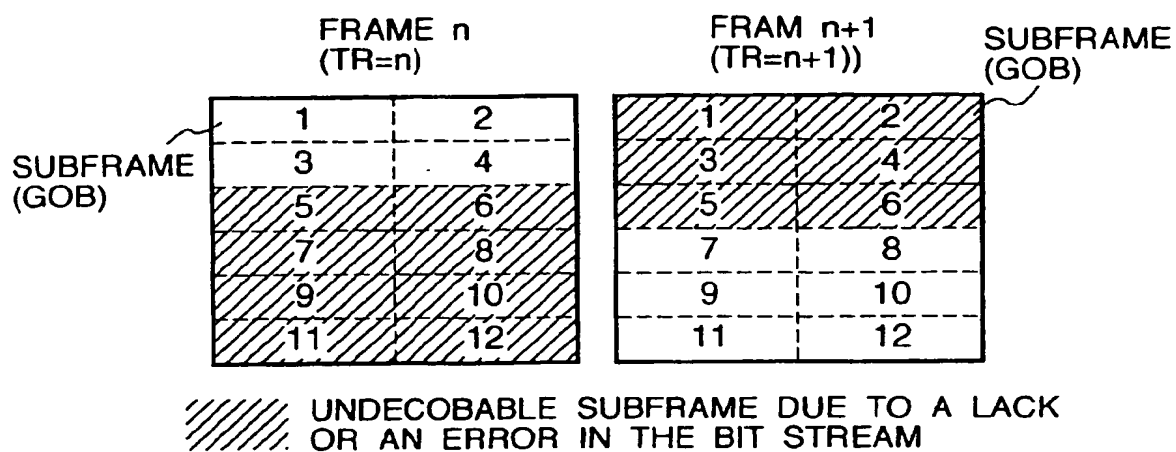 FRAME n
(TR=n)
FRAM n+1
(TR=n+1))
SUBFRAME
(GOB)
SUBFRAME
(GOB)
1 2
3 4
5 6
7 8
9 10
11 12
1 2
3 4
5 6
7 8
9 10
11 12
UNDECOBABLE SUBFRAME DUE TO A LACK
OR AN ERROR IN THE BIT STREAM